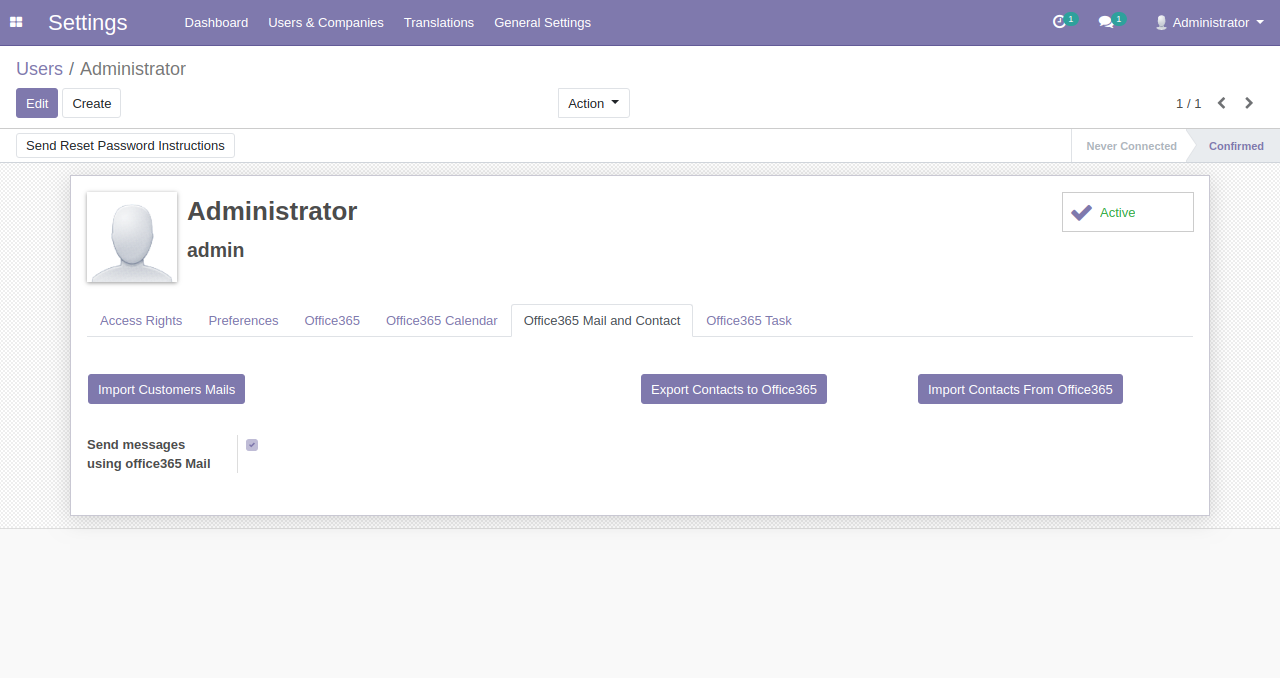 Settings
Dashboard Users & Companies Translations General Settings
1 1 Administrator
Users / Administrator
Edit Create Action 1 / 1
Send Reset Password Instructions Never Connected Confirmed
Administrator
Active
admin
Access Rights Preferences Office365 Office365 Calendar Office365 Mail and Contact Office365 Task
Import Customers Mails Export Contacts to Office365 Import Contacts From Office365
Send messages
using office365 Mail